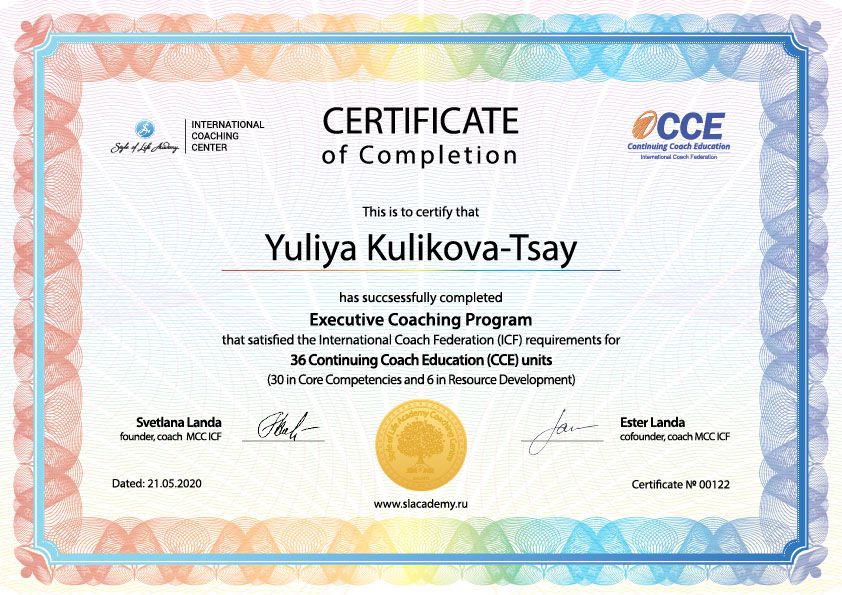 Style of Life Academy
INTERNATIONAL
COACHING
CENTER
CERTIFICATE
of Completion
CCE
Continuing Coach Education
International Coach Federation
This is to certify that
Yuliya Kulikova-Tsay
has succsessfully completed
Executive Coaching Program
that satisfied the International Coach Federation (ICF) requirements for
36 Continuing Coach Education (CCE) units
(30 in Core Competencies and 6 in Resource Development)
Svetlana Landa
founder, coach MCC ICF
Style of Life Academy Coaching Center
Ester Landa
cofounder, coach MCC ICF
Dated: 21.05.2020
Certificate № 00122
www.slacademy.ru